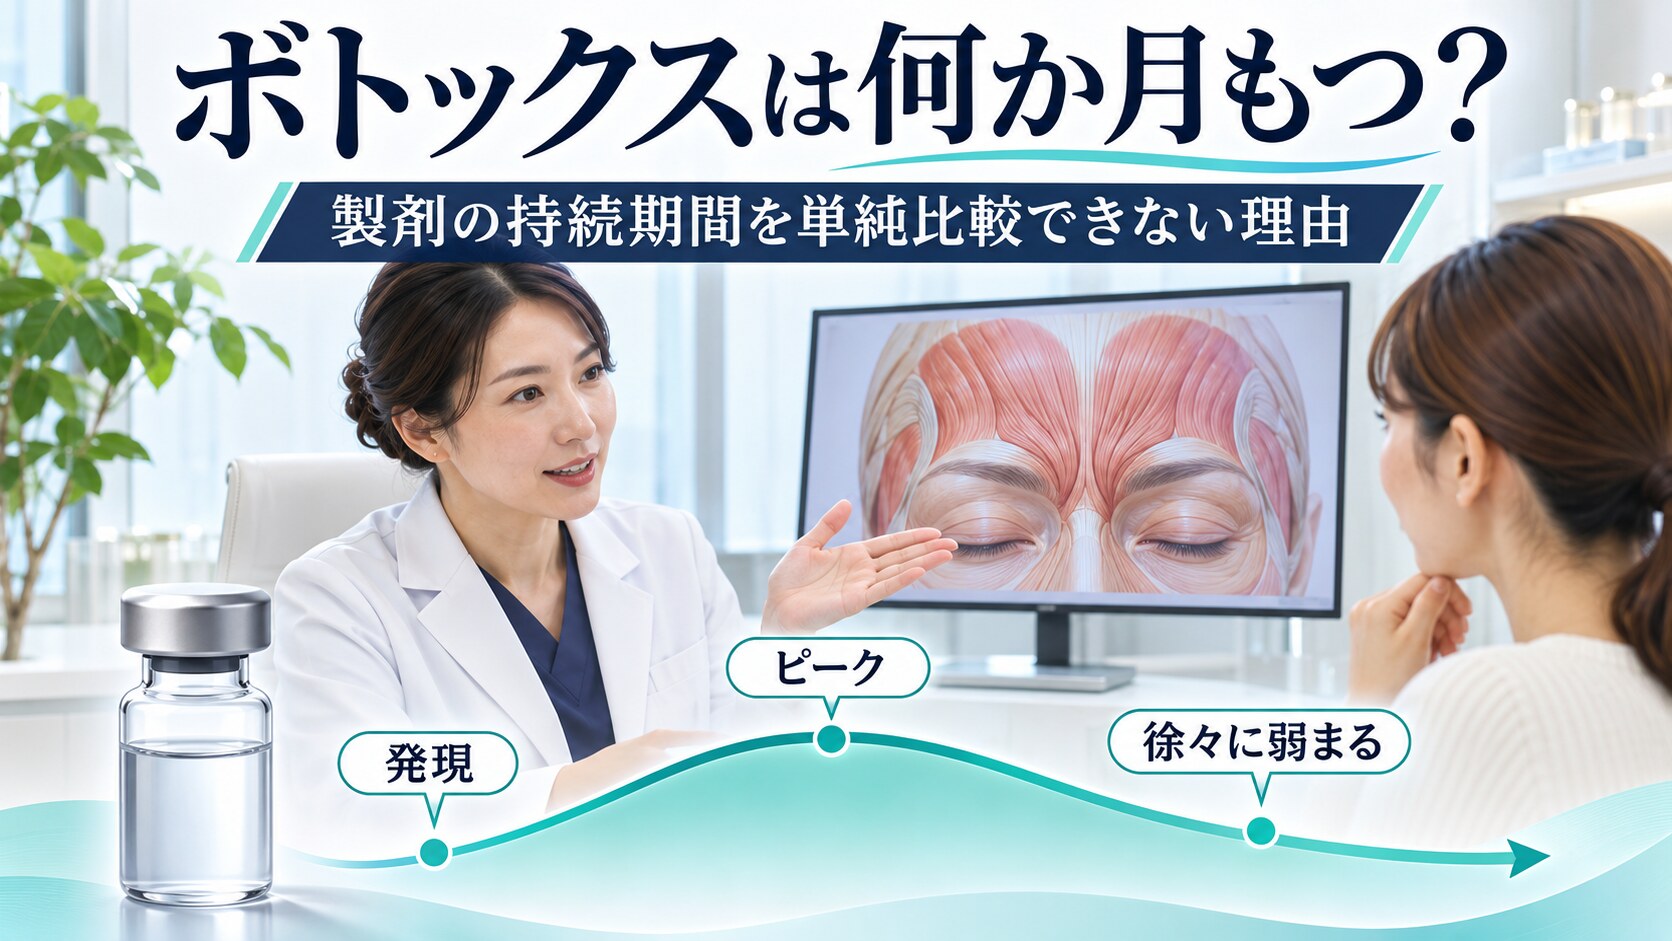 ボトックスは何か月もつ？
製剤の持続期間を単純比較できない理由
発現
ピーク
徐々に弱まる